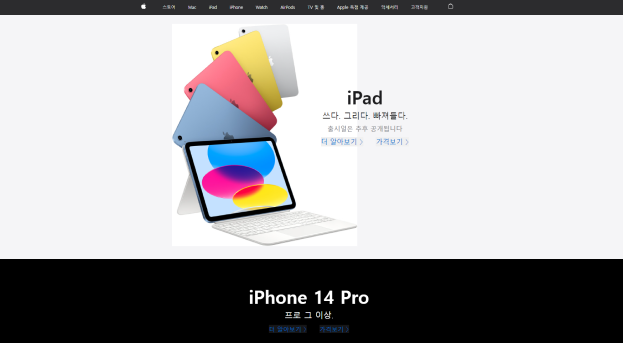 스토어 Mac iPad iPhone Watch AirPods TV 및 홈 Apple 독점 제공 액세서리 고객지원
iPad
쓰다. 그리다. 빠져들다.
출시일은 추후 공개됩니다
더 알아보기 > 가격보기 >
iPhone 14 Pro
프로 그 이상.
더 알아보기 > 가격보기 >